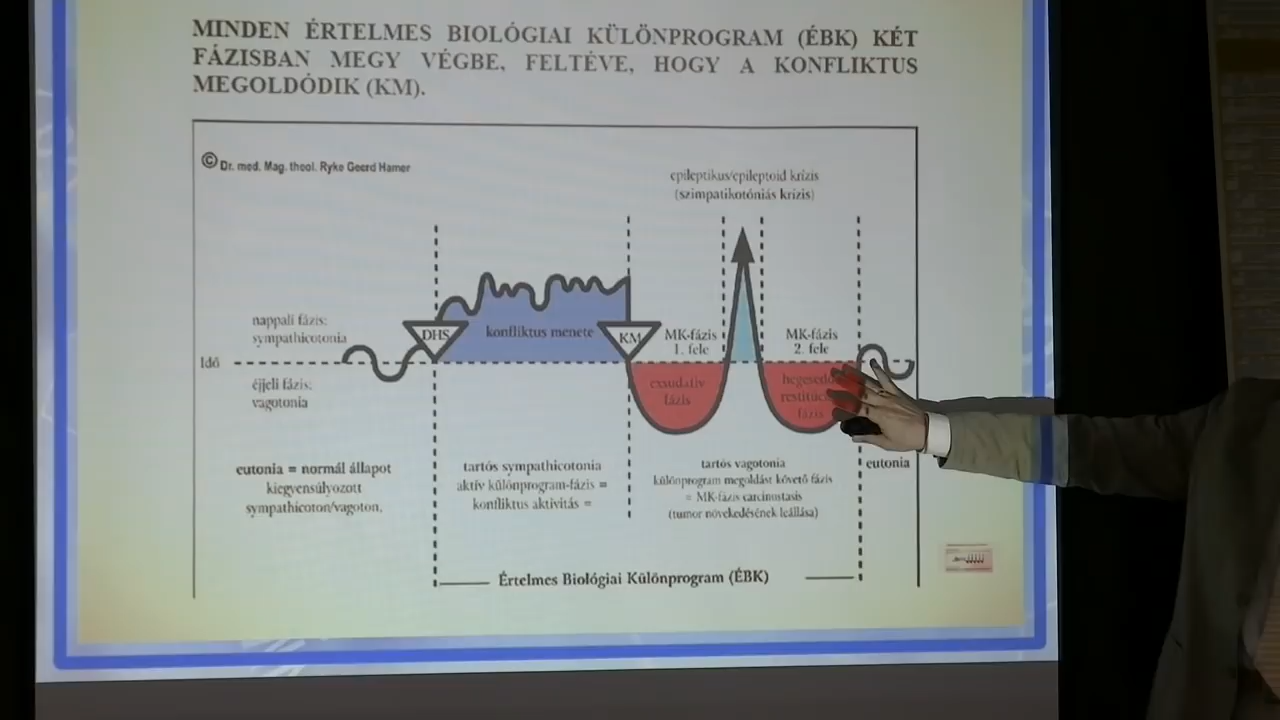 MINDEN ÉRTELMES BIOLÓGIAI KÜLÖNPROGRAM (ÉBK) KÉT
FÁZISBAN MEGY VÉGBE, FELTÉVE, HOGY A KONFLIKTUS
MEGOLDÓDIK (KM).
© Dr. med. Mag. theol. Ryke Geerd Hamer
epileptikus/epileptoid krízis
(szimpatikotóniás krízis)
nappali fázis:
sympathicotonia
DHS
konfliktus menete
KM
MK-fázis
1. fele
MK-fázis
2. fele
Idő
éjjeli fázis:
vagotonia
exsudatív
fázis
restitúc
fázis
eutonia = normál állapot
kiegyensúlyozott
sympathicoton/vagoton.
tartós sympathicotonia
aktív különprogram-fázis =
konfliktus aktivitás =
tartós vagotonia
különprogram megoldást követő fázis
= MK-fázis carcinostasis
(tumor növekedésének leállása)
eutonia
Értelmes Biológiai Különprogram (ÉBK)